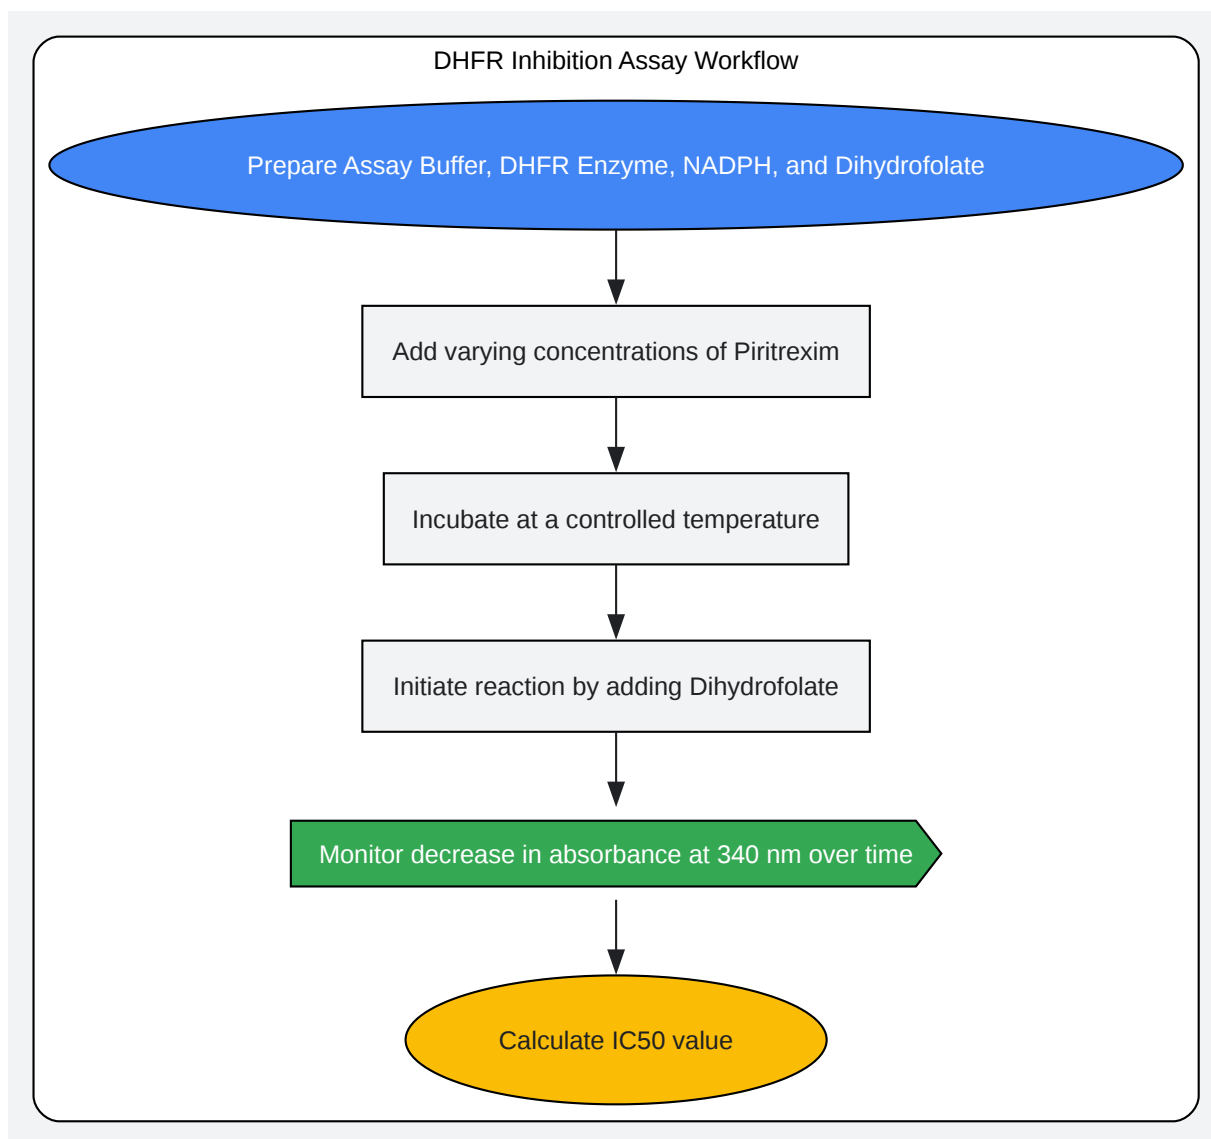 DHFR Inhibition Assay Workflow
Prepare Assay Buffer, DHFR Enzyme, NADPH, and Dihydrofolate
Add varying concentrations of Piritrexim
Incubate at a controlled temperature
Initiate reaction by adding Dihydrofolate
Monitor decrease in absorbance at 340 nm over time
Calculate IC50 value